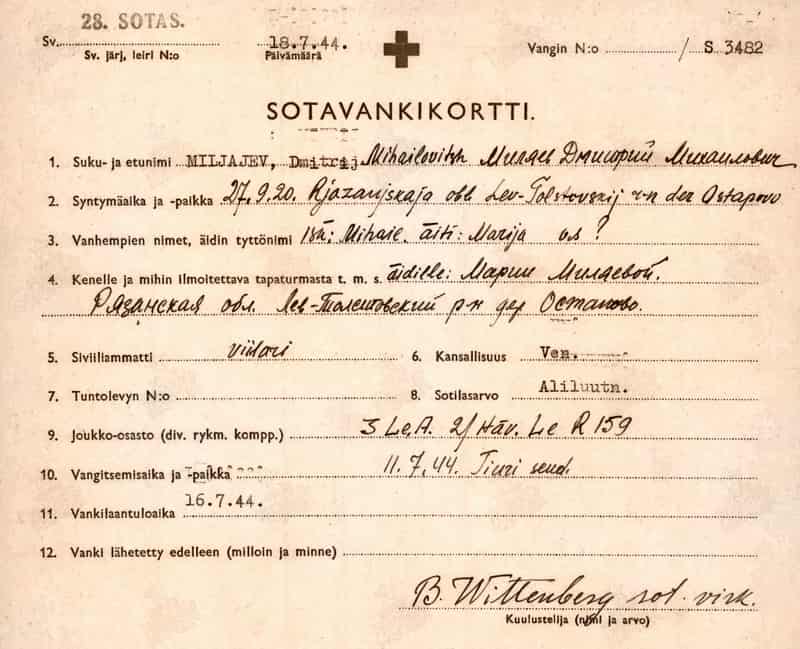 28. SOTAS.
Sv. 18.7.44. Vangin N:o / S 3482
Sv. järj, leiri N:o Päivämäärä
SOTAVANKIKORTTI.
1. Suku- ja etunimi MILJAJEV, Dmitrij Mihailovitsh Миляев Дмитрий Михаилович
2. Syntymäaika ja -paikka 27.9.20. Rjazanjskaja obl Lev-Tolstovskij r-n der Ostapovo
3. Vanhempien nimet, äidin tyttönimi Isä: Mihail. äiti: Marija o.s ?
4. Kenelle ja mihin ilmoitettava tapaturmasta t. m. s. äidille: Марии Миляевой.
Рязанская обл. Лев-Толстовский р-н дер Остапово.
5. Siviiliammatti viilari 6. Kansallisuus Ven.
7. Tuntolevyn N:o 8. Sotilasarvo Aliluutn.
9. Joukko-osasto (div. rykm. kompp.) 3 Le.A. 2/ Häv. Le R 159
10. Vangitsemisaika ja -paikka 11.7.44. Tiuri
11. Vankilaantuloaika 16.7.44.
12. Vanki lähetetty edelleen (milloin ja minne)
B. Wittenberg sot. virk.
Kuulustelija (nimi ja arvo)